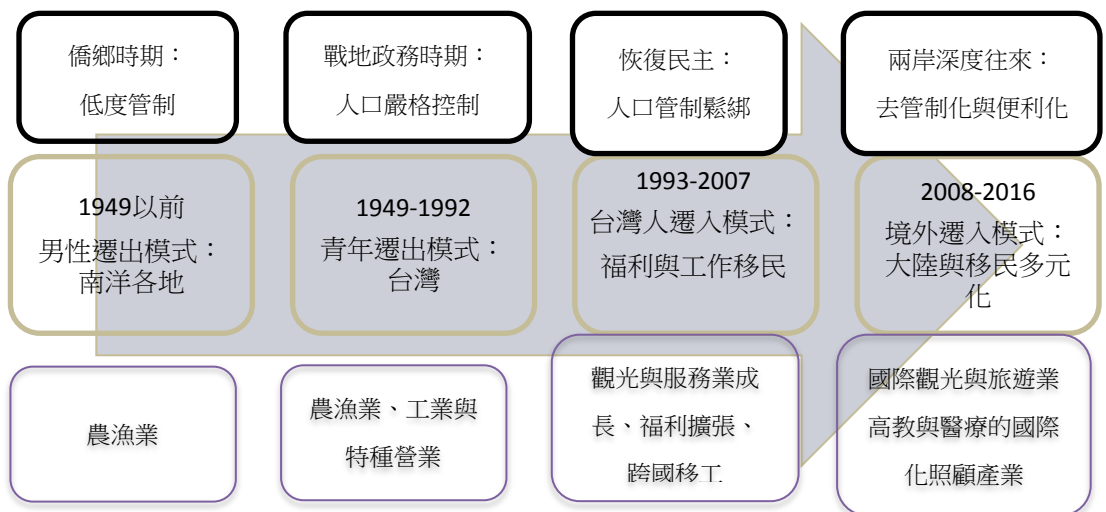 僑鄉時期：
低度管制
戰地政務時期：
人口嚴格控制
恢復民主：
人口管制鬆綁
兩岸深度往來：
去管制化與便利化
1949以前
男性遷出模式：
南洋各地
1949-1992
青年遷出模式：
台灣
1993-2007
台灣人遷入模式：
福利與工作移民
2008-2016
境外遷入模式：
大陸與移民多元
化
農漁業
農漁業、工業與
特種營業
觀光與服務業成
長、福利擴張、
跨國移工
國際觀光與旅遊業
高教與醫療的國際
化照顧產業